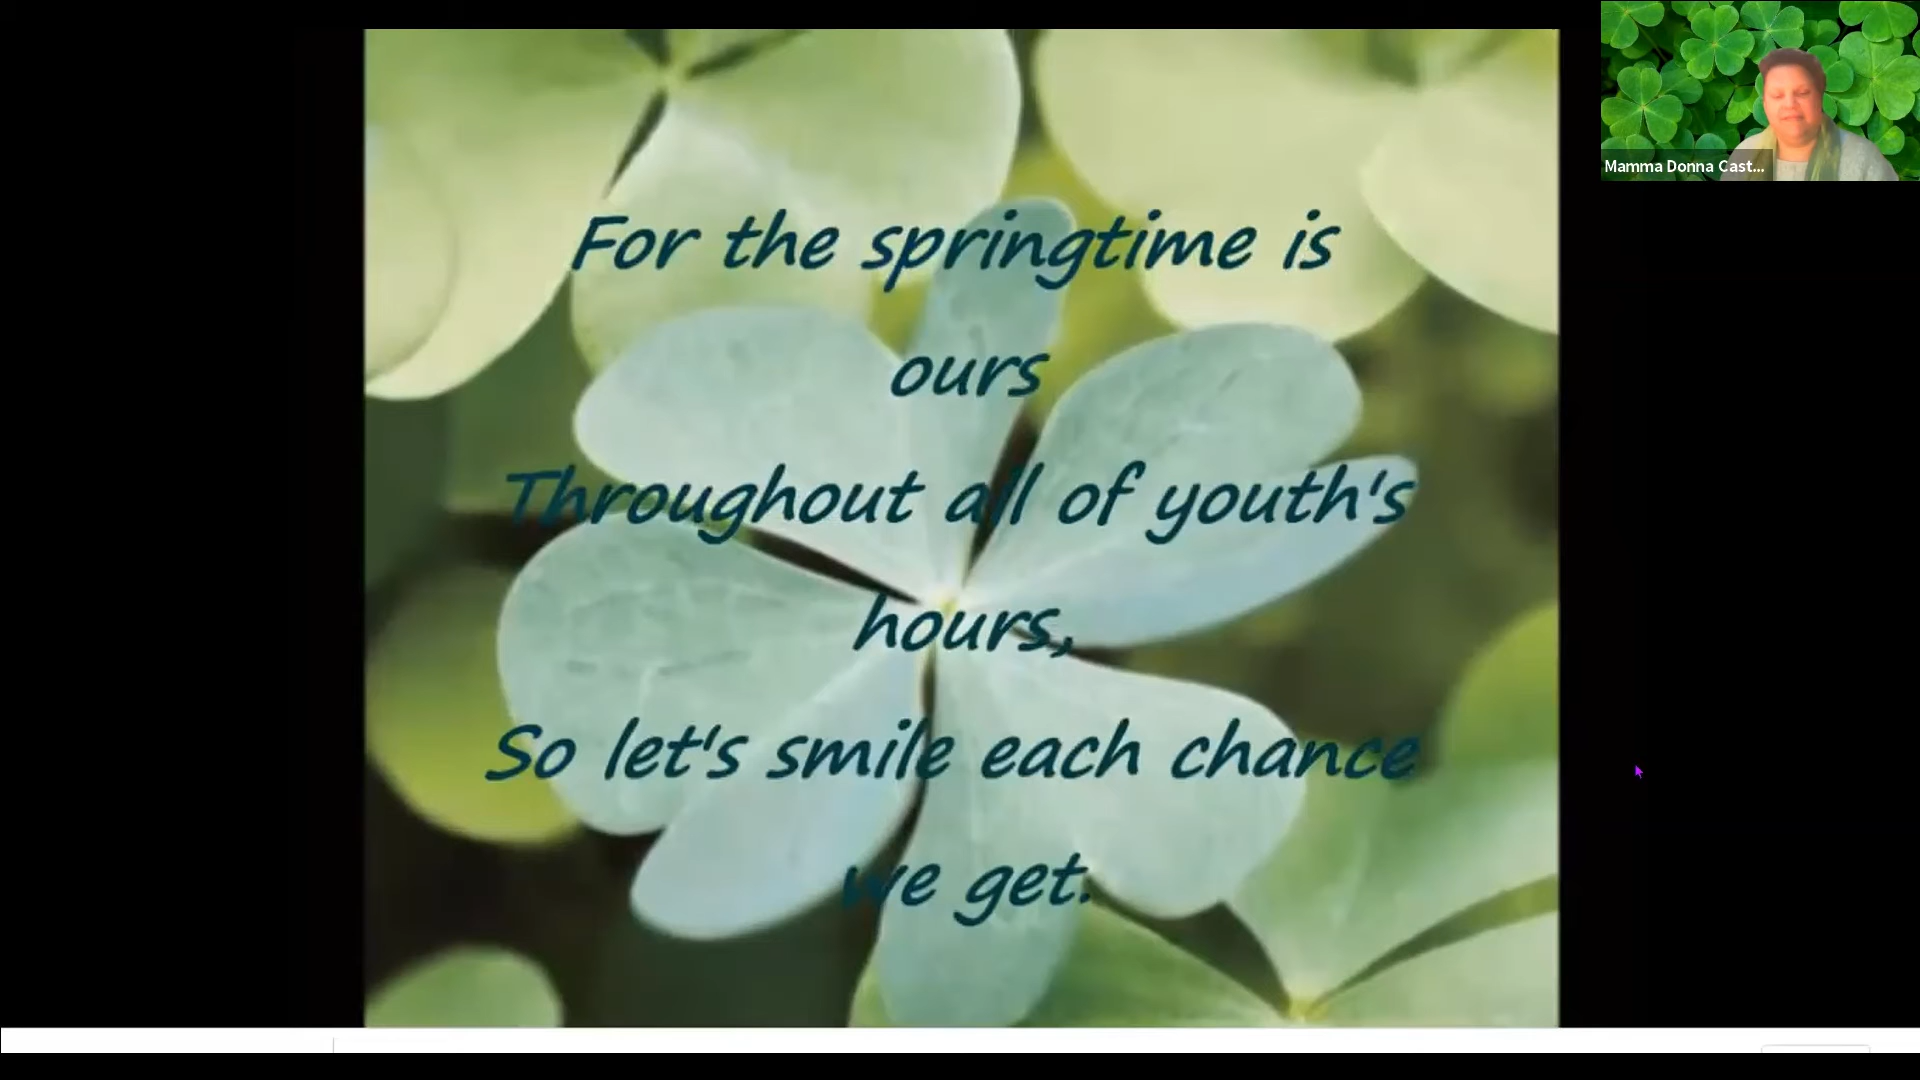 Mamma Donna Cast...
For the springtime is
ours
Throughout all of youth's
hours,
So let's smile each chance
we get.